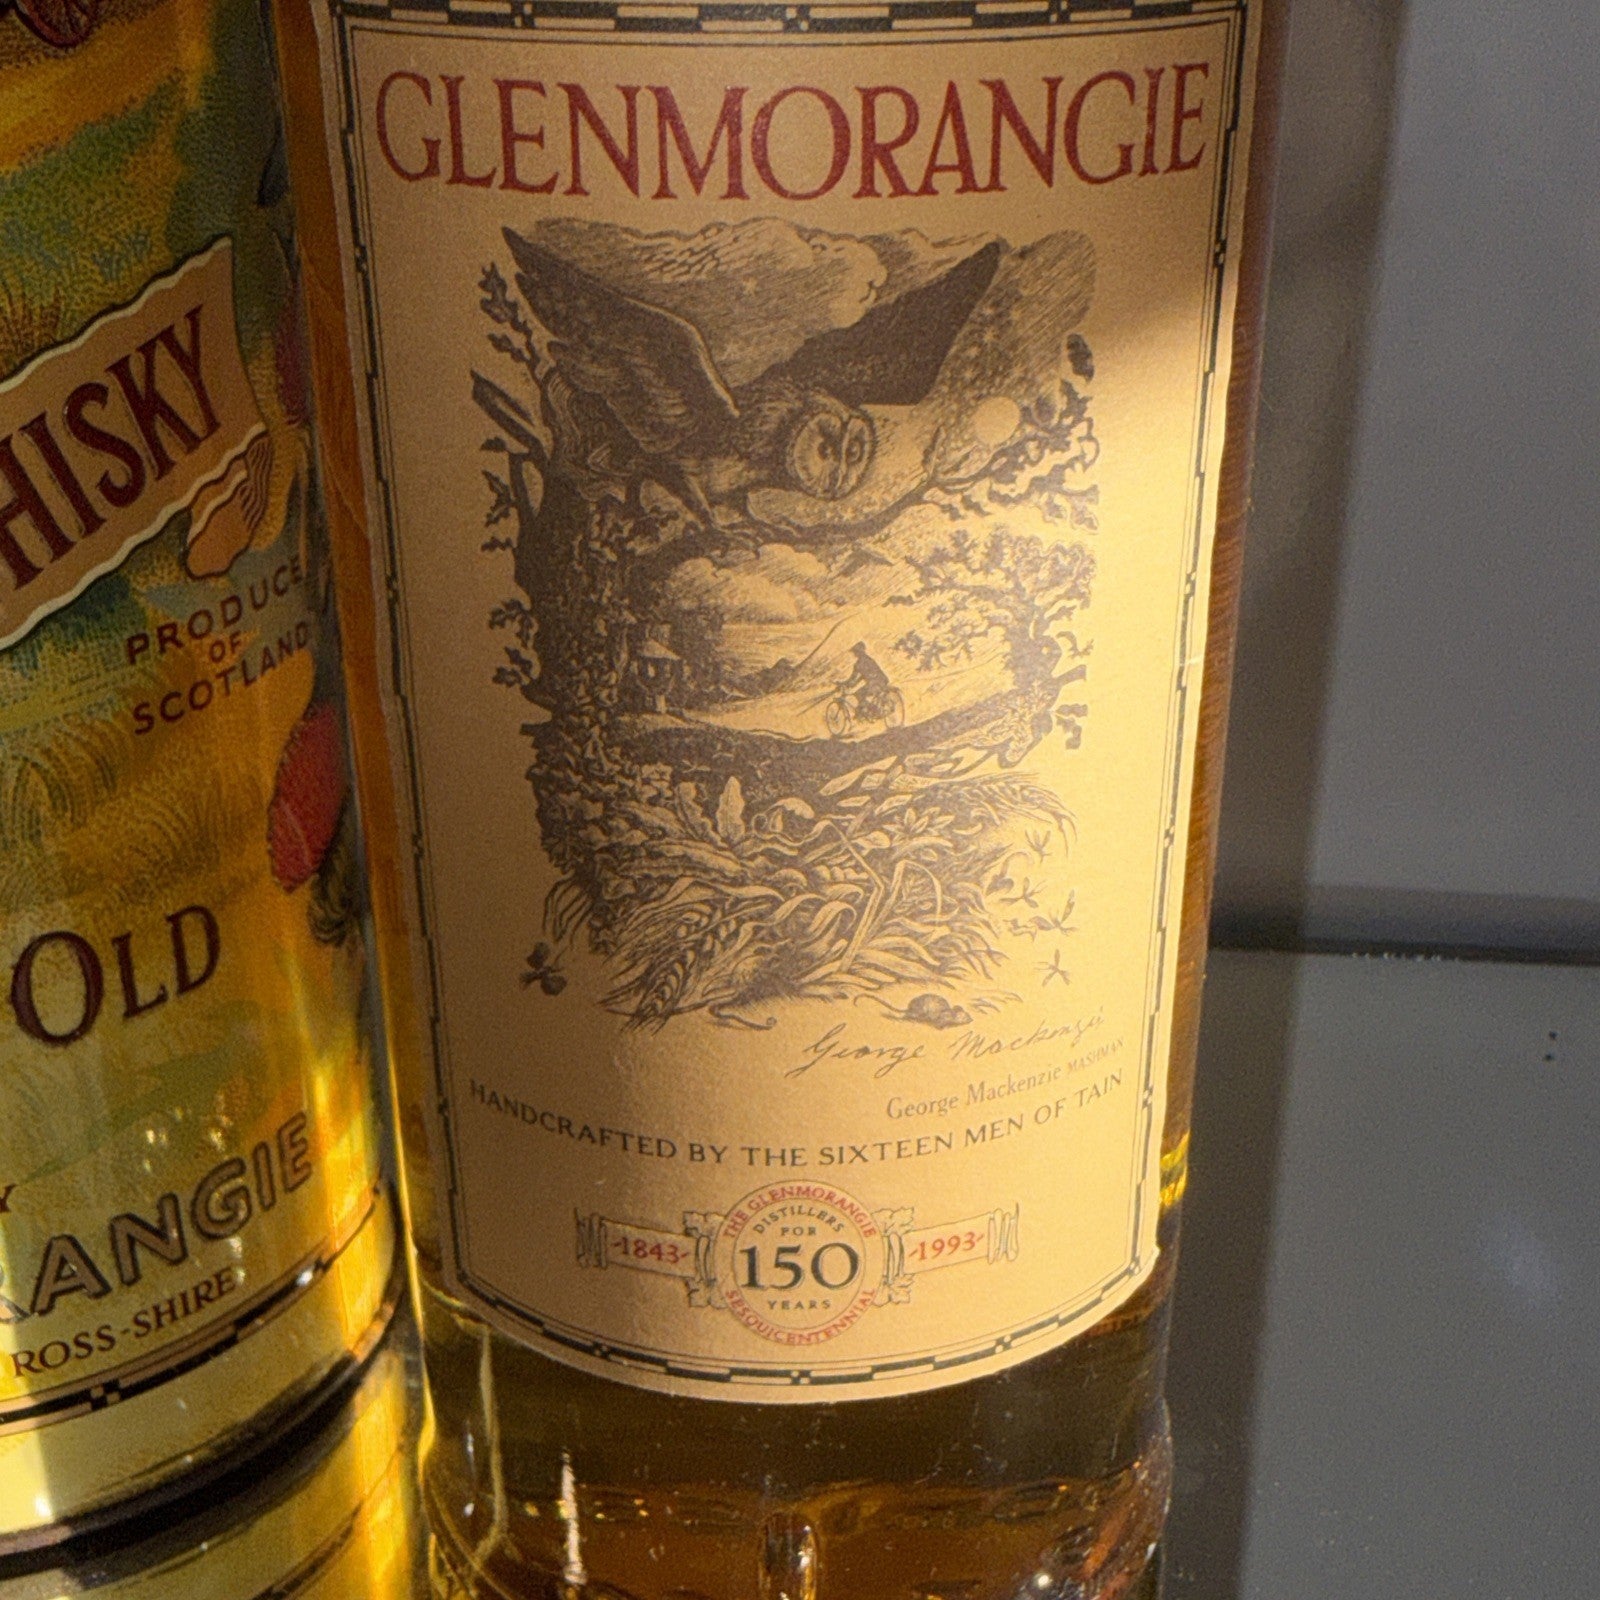 GLENMORANGIE
George Mackenzie
George Mackenzie MASHMAN
HANDCRAFTED BY THE SIXTEEN MEN OF TAIN
THE GLENMORANGIE
DISTILLERS
FOR
-1843- 150 -1993-
YEARS
SESQUICENTENNIAL
HISKY
PRODUCE
OF
SCOTLAND
OLD
Y
RANGIE
ROSS-SHIRE